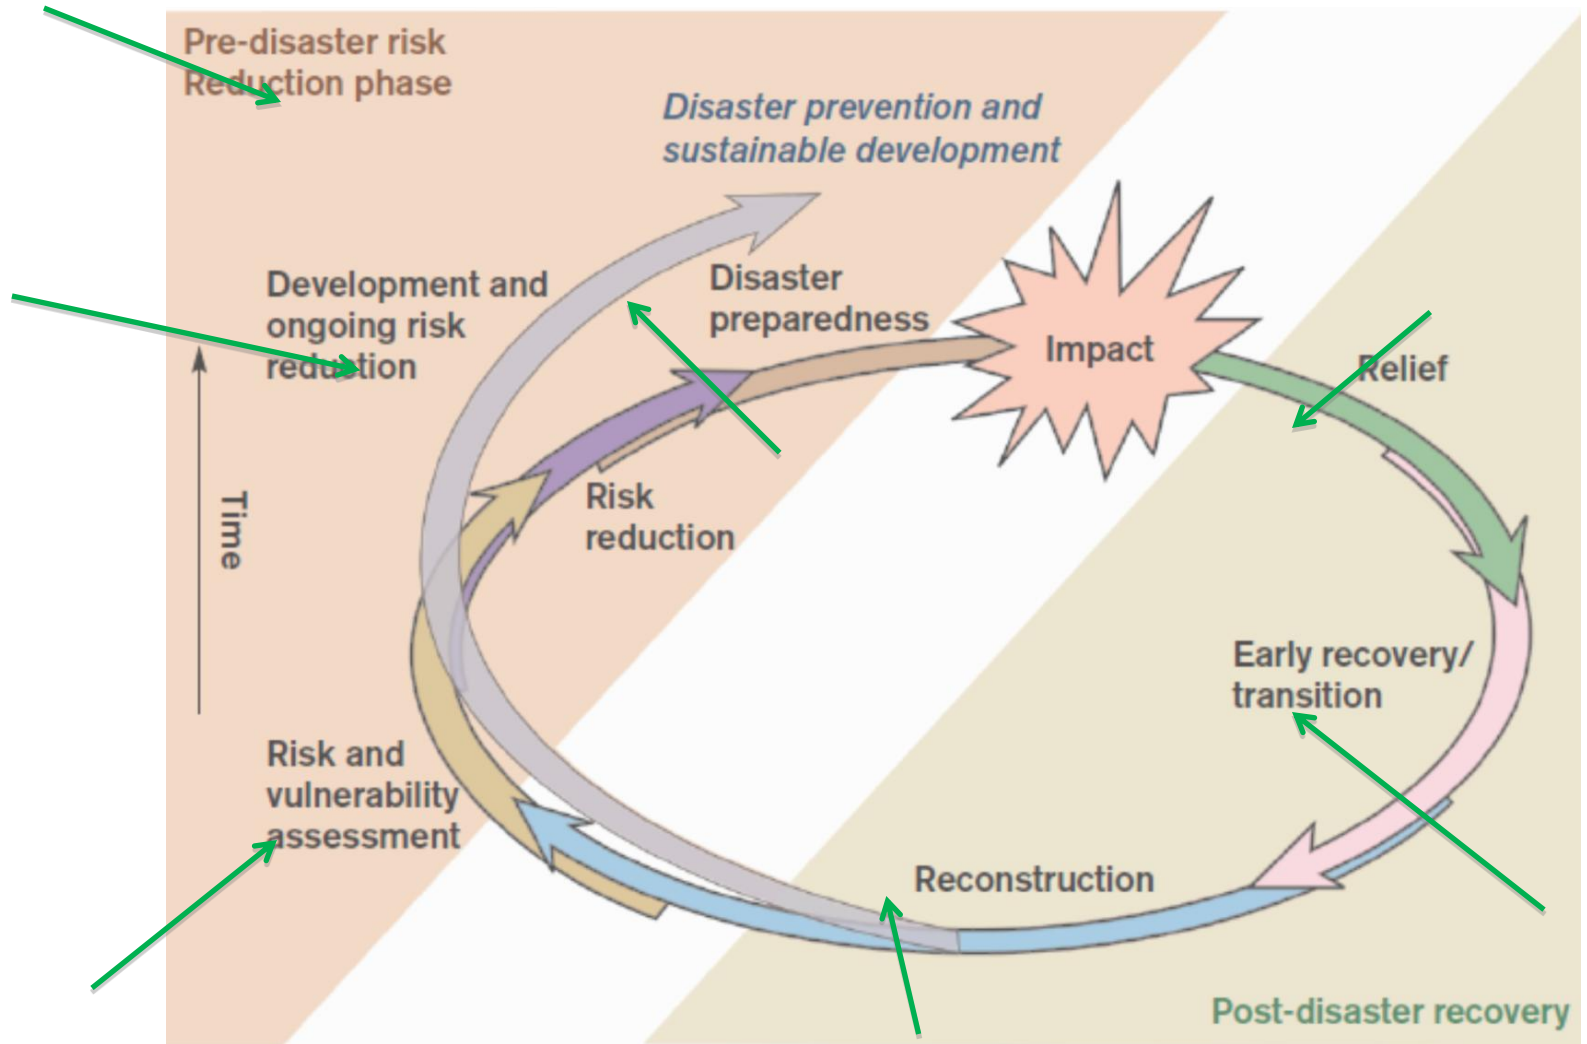 Pre-disaster risk
Reduction phase
Disaster prevention and
sustainable development
Development and
ongoing risk
reduction
Disaster
preparedness
Impact
Relief
Time
Risk
reduction
Early recovery/
transition
Risk and
vulnerability
assessment
Reconstruction
Post-disaster recovery